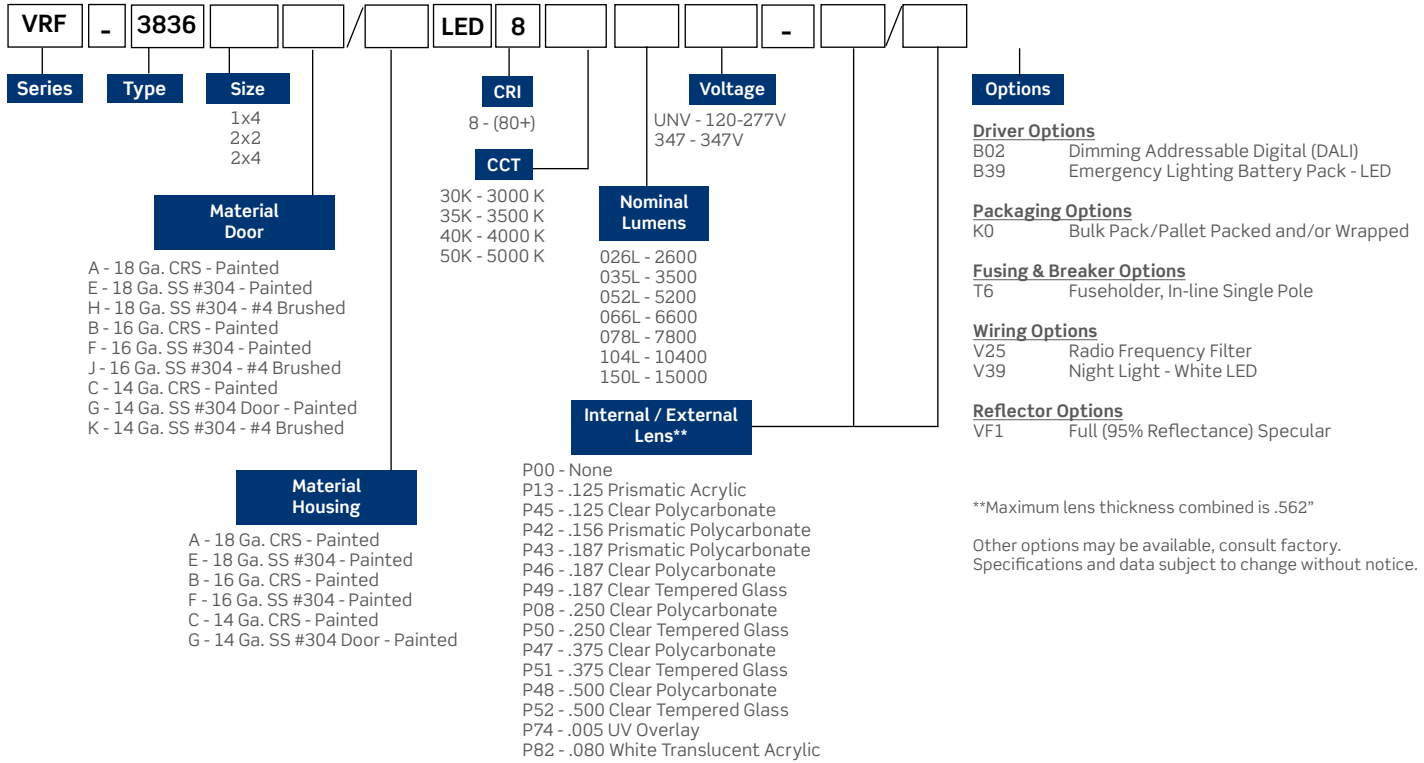 VRF - 3836 / LED 8 - /
Series Type Size
1x4
2x2
2x4
Material
Door
A - 18 Ga. CRS - Painted
E - 18 Ga. SS #304 - Painted
H - 18 Ga. SS #304 - #4 Brushed
B - 16 Ga. CRS - Painted
F - 16 Ga. SS #304 - Painted
J - 16 Ga. SS #304 - #4 Brushed
C - 14 Ga. CRS - Painted
G - 14 Ga. SS #304 Door - Painted
K - 14 Ga. SS #304 - #4 Brushed
Material
Housing
A - 18 Ga. CRS - Painted
E - 18 Ga. SS #304 - Painted
B - 16 Ga. CRS - Painted
F - 16 Ga. SS #304 - Painted
C - 14 Ga. CRS - Painted
G - 14 Ga. SS #304 Door - Painted
CRI
8 - (80+)
CCT
30K - 3000 K
35K - 3500 K
40K - 4000 K
50K - 5000 K
Voltage
UNV - 120-277V
347 - 347V
Nominal
Lumens
026L - 2600
035L - 3500
052L - 5200
066L - 6600
078L - 7800
104L - 10400
150L - 15000
Internal / External
Lens**
P00 - None
P13 - .125 Prismatic Acrylic
P45 - .125 Clear Polycarbonate
P42 - .156 Prismatic Polycarbonate
P43 - .187 Prismatic Polycarbonate
P46 - .187 Clear Polycarbonate
P49 - .187 Clear Tempered Glass
P08 - .250 Clear Polycarbonate
P50 - .250 Clear Tempered Glass
P47 - .375 Clear Polycarbonate
P51 - .375 Clear Tempered Glass
P48 - .500 Clear Polycarbonate
P52 - .500 Clear Tempered Glass
P74 - .005 UV Overlay
P82 - .080 White Translucent Acrylic
Options
Driver Options
B02 Dimming Addressable Digital (DALI)
B39 Emergency Lighting Battery Pack - LED
Packaging Options
K0 Bulk Pack/Pallet Packed and/or Wrapped
Fusing & Breaker Options
T6 Fuseholder, In-line Single Pole
Wiring Options
V25 Radio Frequency Filter
V39 Night Light - White LED
Reflector Options
VF1 Full (95% Reflectance) Specular
**Maximum lens thickness combined is .562”
Other options may be available, consult factory.
Specifications and data subject to change without notice.